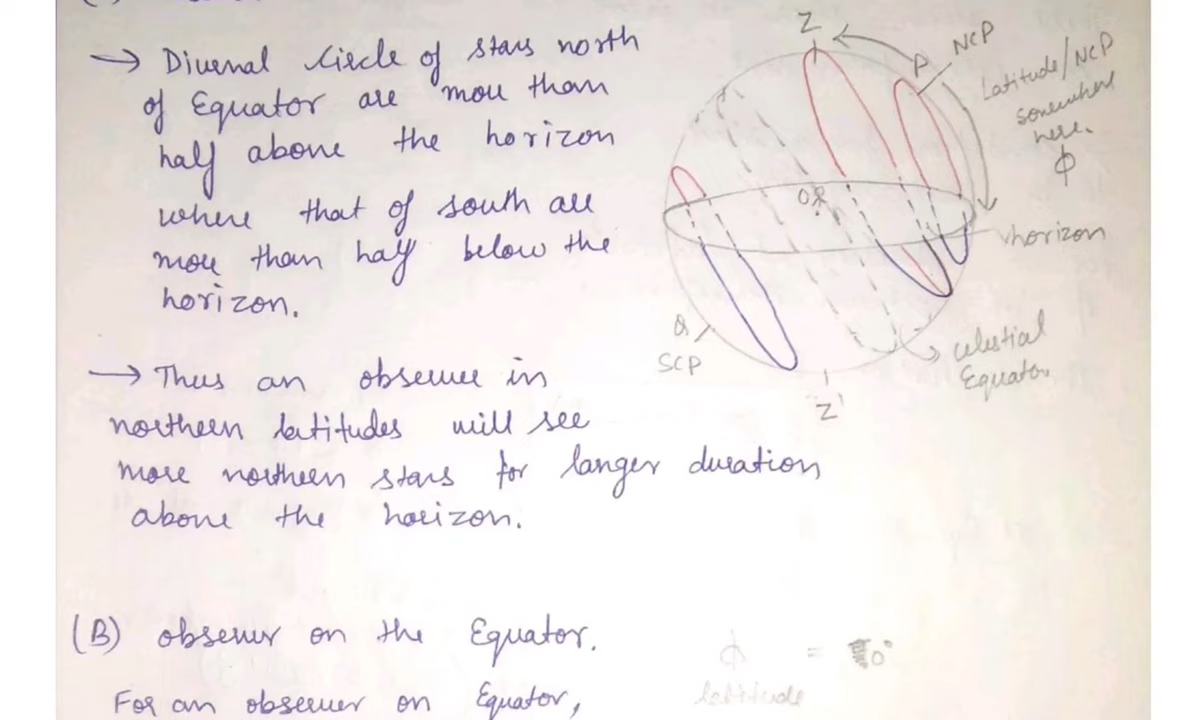 → Diurnal Circle of stars north
of Equator are more than
half above the horizon
where that of south are
more than half below the
horizon.
→ Thus an observer in
northern latitudes will see
more northern stars for langer duration
above the horizon.
(B) observer on the Equator.
For an observer on Equator,
ϕ = 0°
latitude
Z
P
NCP
Latitude/NCP
somewhere
here.
ϕ
O
horizon
Q
SCP
celestial
Equator
Z'